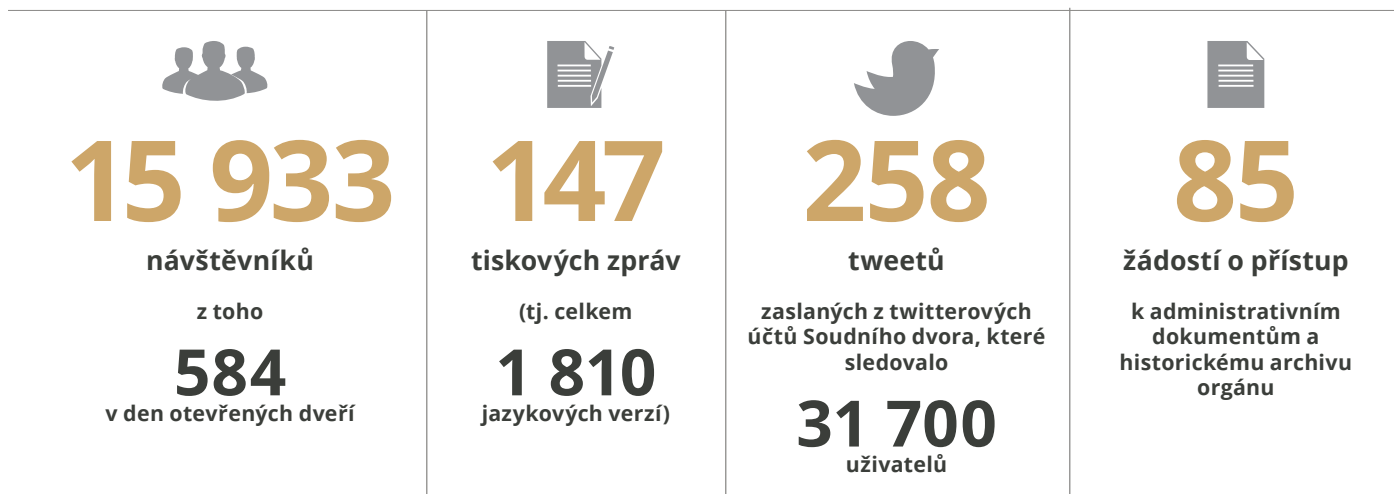 15 933
návštěvníků
z toho
584
v den otevřených dveří
147
tiskových zpráv
(tj. celkem
1 810
jazykových verzí)
258
tweetů
zaslaných z twitterových
účtů Soudního dvora, které
sledovalo
31 700
uživatelů
85
žádostí o přístup
k administrativním
dokumentům a
historickému archivu
orgánu